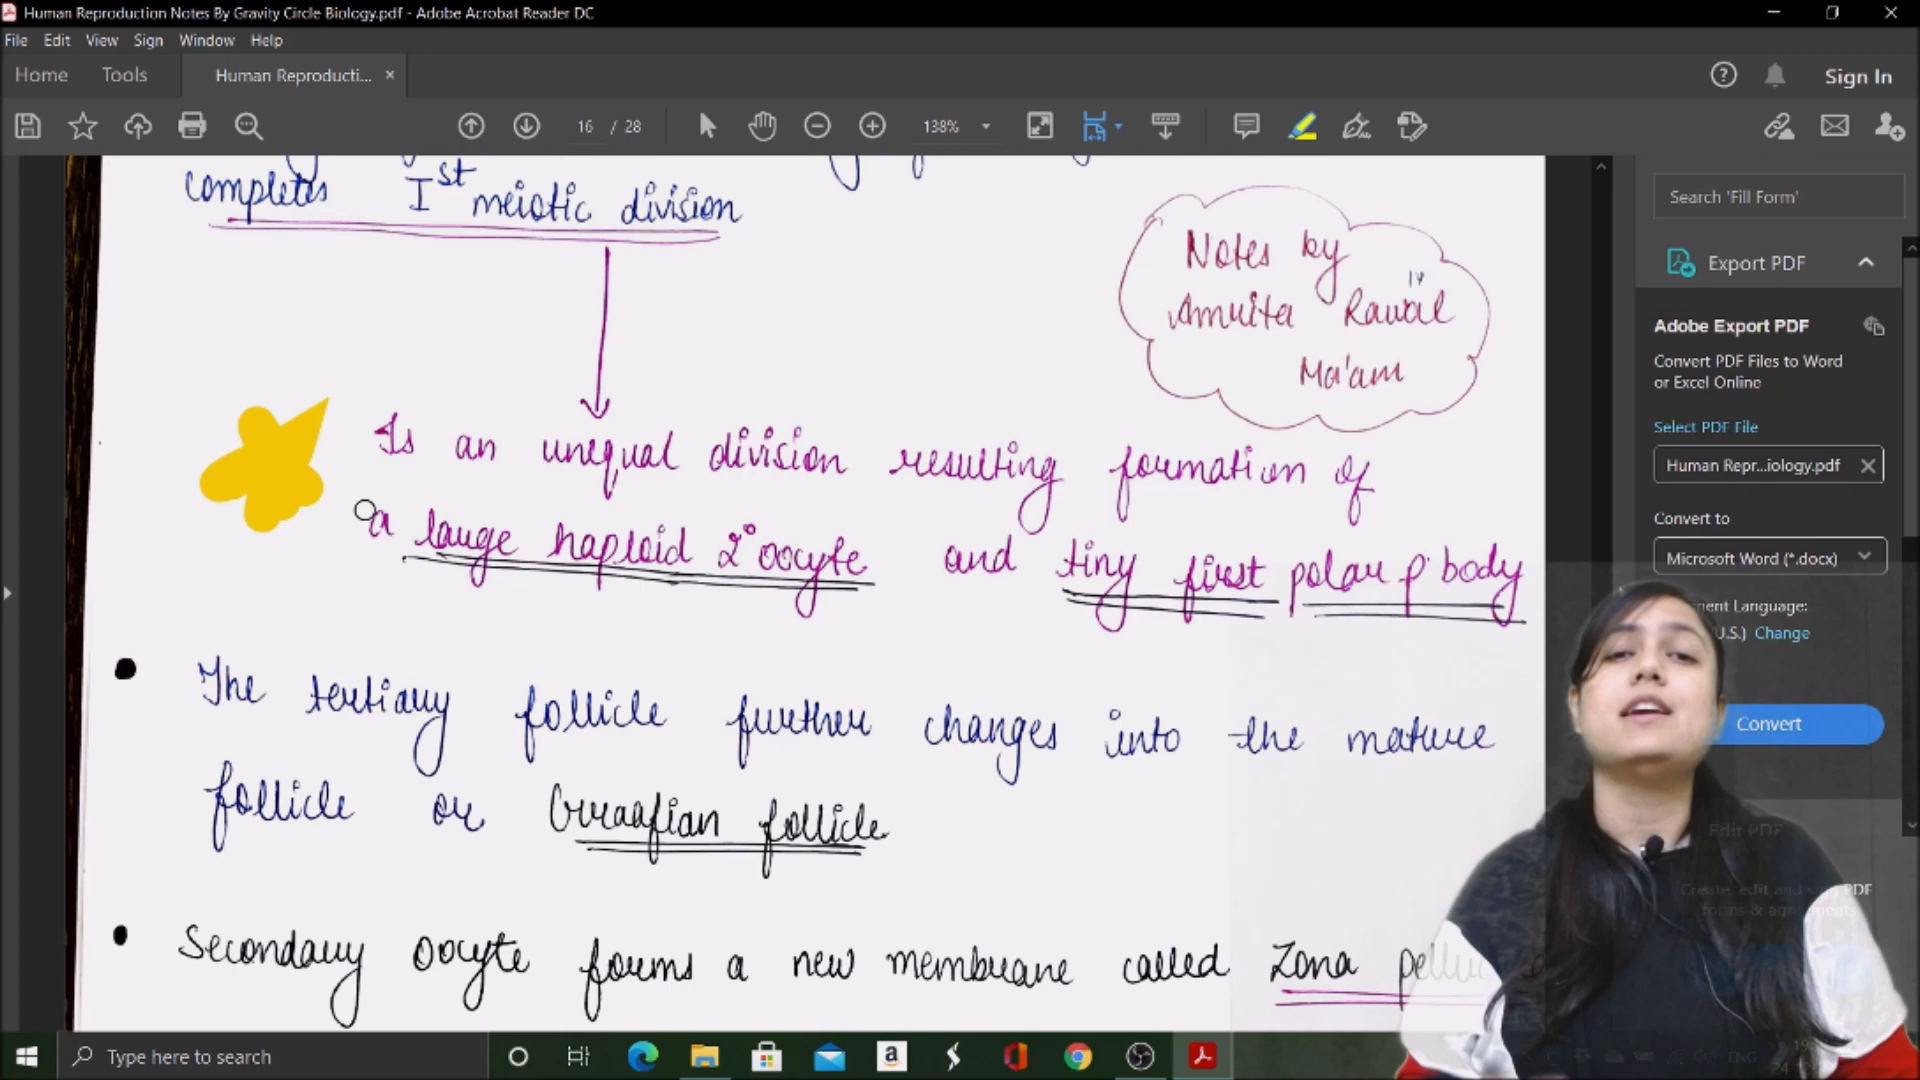 Human Reproduction Notes By Gravity Circle Biology.pdf - Adobe Acrobat Reader DC
File Edit View Sign Window Help
Home Tools Human Reproducti... ×
Sign In
16 / 28
138%
completes Ist meiotic division
Notes by
Amrita Rawal
Ma'am
Is an unequal division resulting formation of
a large haploid 2° oocyte and tiny first polar p. body
The tertiary follicle further changes into the mature
follicle or Graafian follicle
Secondary oocyte forms a new membrane called Zona
Search 'Fill Form'
Export PDF
Adobe Export PDF
Convert PDF Files to Word
or Excel Online
Select PDF File
Human Repr...iology.pdf
Convert to
Microsoft Word (*.docx)
Language:
U.S.) Change
Convert
Edit PDF
Type here to search
ENG